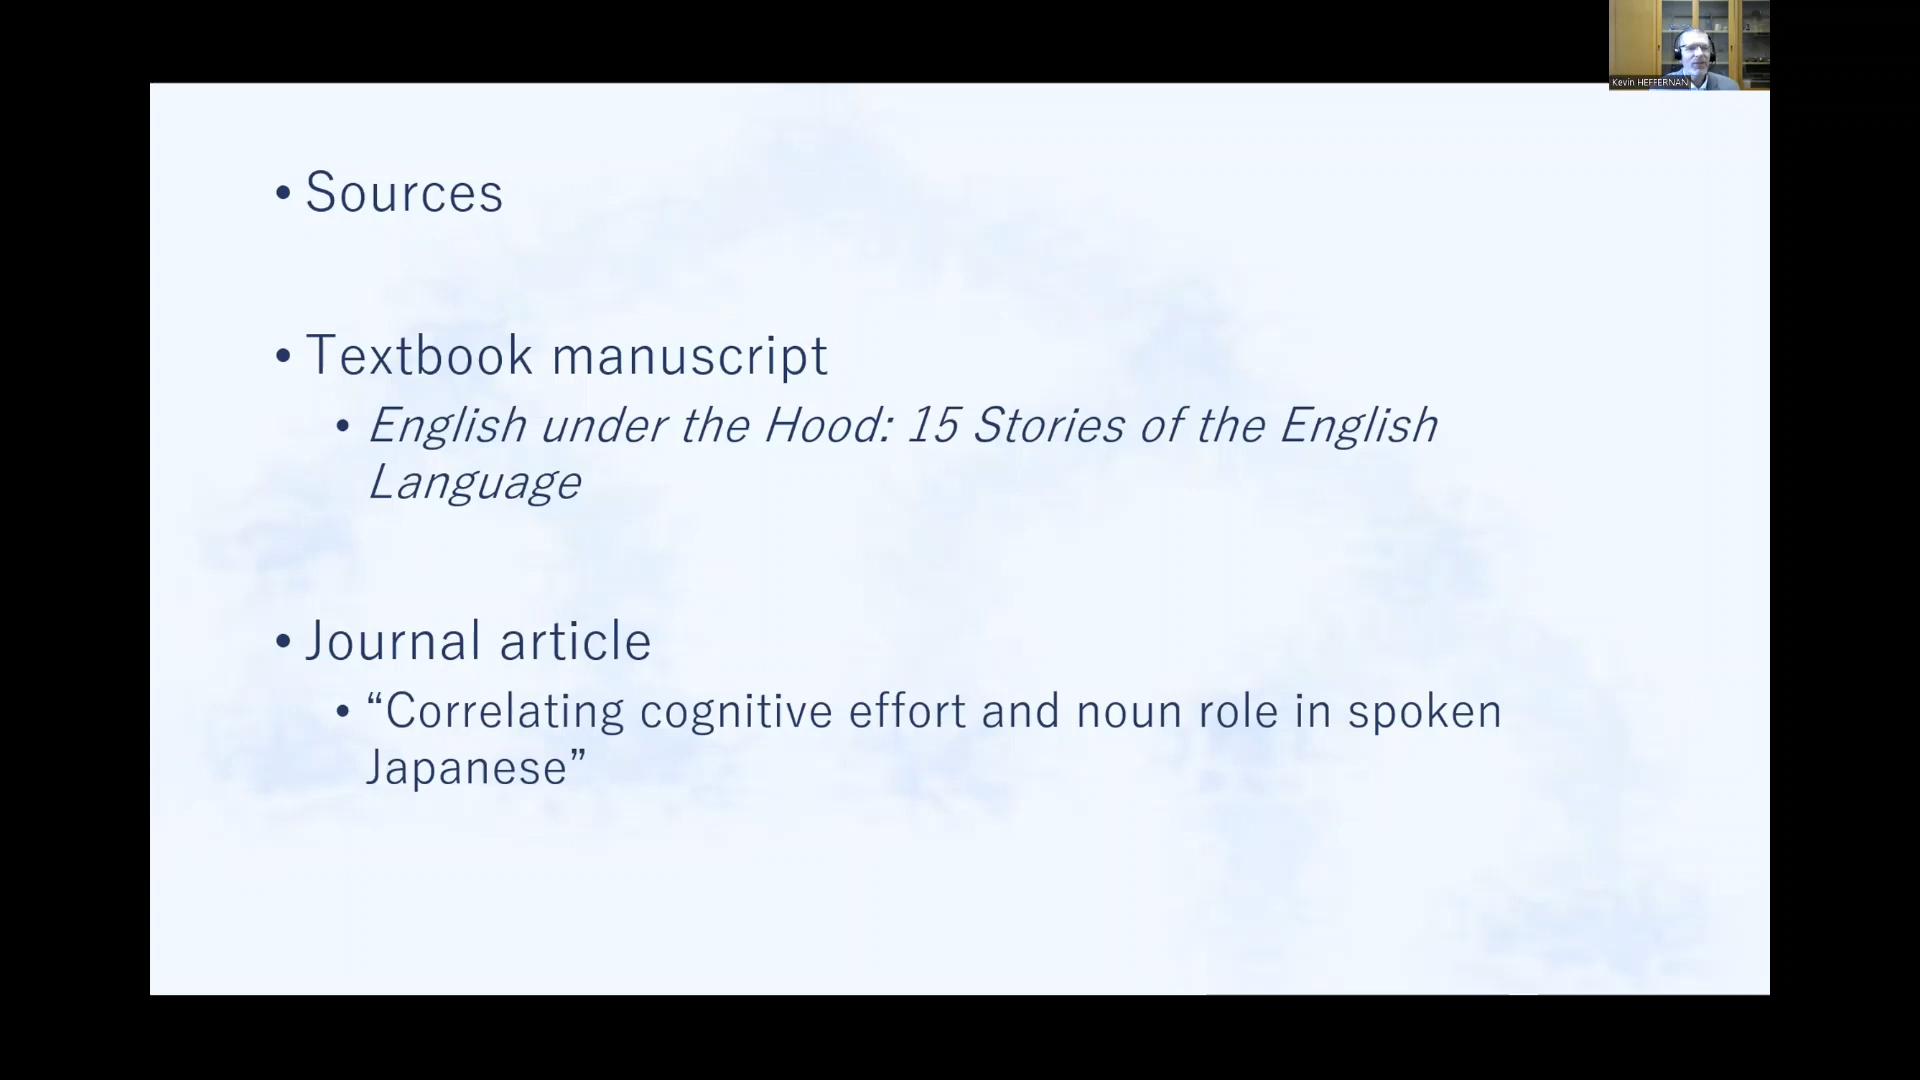 Kevin HEFFERNAN
• Sources
• Textbook manuscript
• English under the Hood: 15 Stories of the English
Language
• Journal article
• “Correlating cognitive effort and noun role in spoken
Japanese”